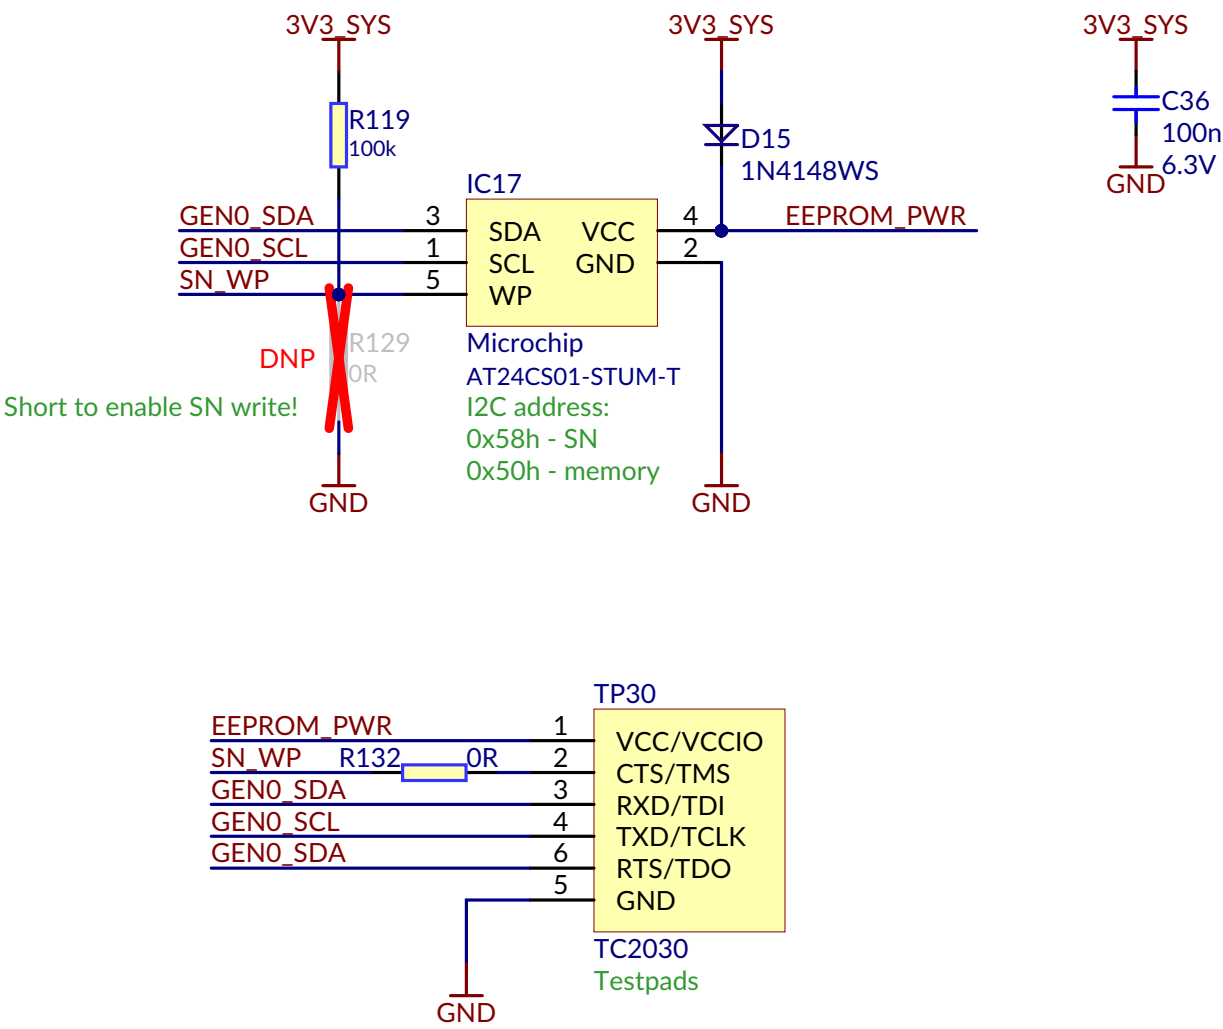 3V3_SYS
3V3_SYS
3V3_SYS
R119
100k
D15
1N4148WS
C36
100n
6.3V
GND
IC17
GEN0_SDA
3
SDA
VCC
4
EEPROM_PWR
GEN0_SCL
1
SCL
GND
2
SN_WP
5
WP
DNP
R129
0R
Microchip
AT24CS01-STUM-T
Short to enable SN write!
I2C address:
0x58h - SN
0x50h - memory
GND
GND
TP30
EEPROM_PWR
1
VCC/VCCIO
SN_WP
R132
0R
2
CTS/TMS
GEN0_SDA
3
RXD/TDI
GEN0_SCL
4
TXD/TCLK
GEN0_SDA
6
RTS/TDO
5
GND
TC2030
Testpads
GND